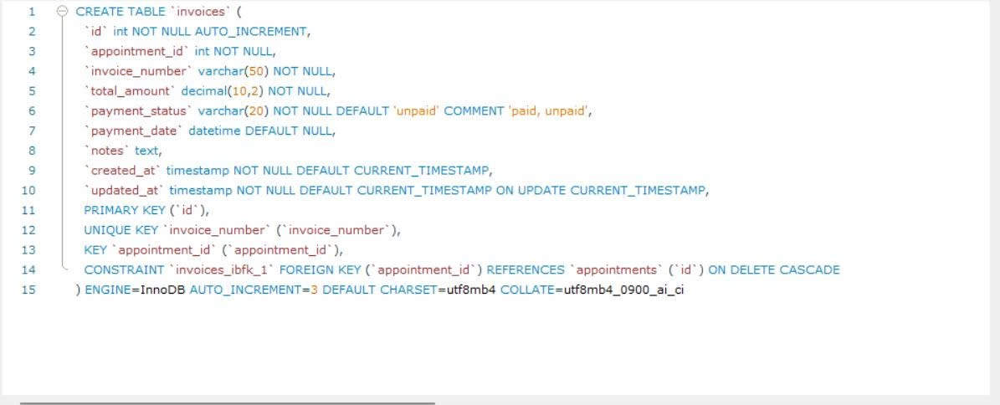 1 CREATE TABLE `invoices` (
2 `id` int NOT NULL AUTO_INCREMENT,
3 `appointment_id` int NOT NULL,
4 `invoice_number` varchar(50) NOT NULL,
5 `total_amount` decimal(10,2) NOT NULL,
6 `payment_status` varchar(20) NOT NULL DEFAULT 'unpaid' COMMENT 'paid, unpaid',
7 `payment_date` datetime DEFAULT NULL,
8 `notes` text,
9 `created_at` timestamp NOT NULL DEFAULT CURRENT_TIMESTAMP,
10 `updated_at` timestamp NOT NULL DEFAULT CURRENT_TIMESTAMP ON UPDATE CURRENT_TIMESTAMP,
11 PRIMARY KEY (`id`),
12 UNIQUE KEY `invoice_number` (`invoice_number`),
13 KEY `appointment_id` (`appointment_id`),
14 CONSTRAINT `invoices_ibfk_1` FOREIGN KEY (`appointment_id`) REFERENCES `appointments` (`id`) ON DELETE CASCADE
15 ) ENGINE=InnoDB AUTO_INCREMENT=3 DEFAULT CHARSET=utf8mb4 COLLATE=utf8mb4_0900_ai_ci